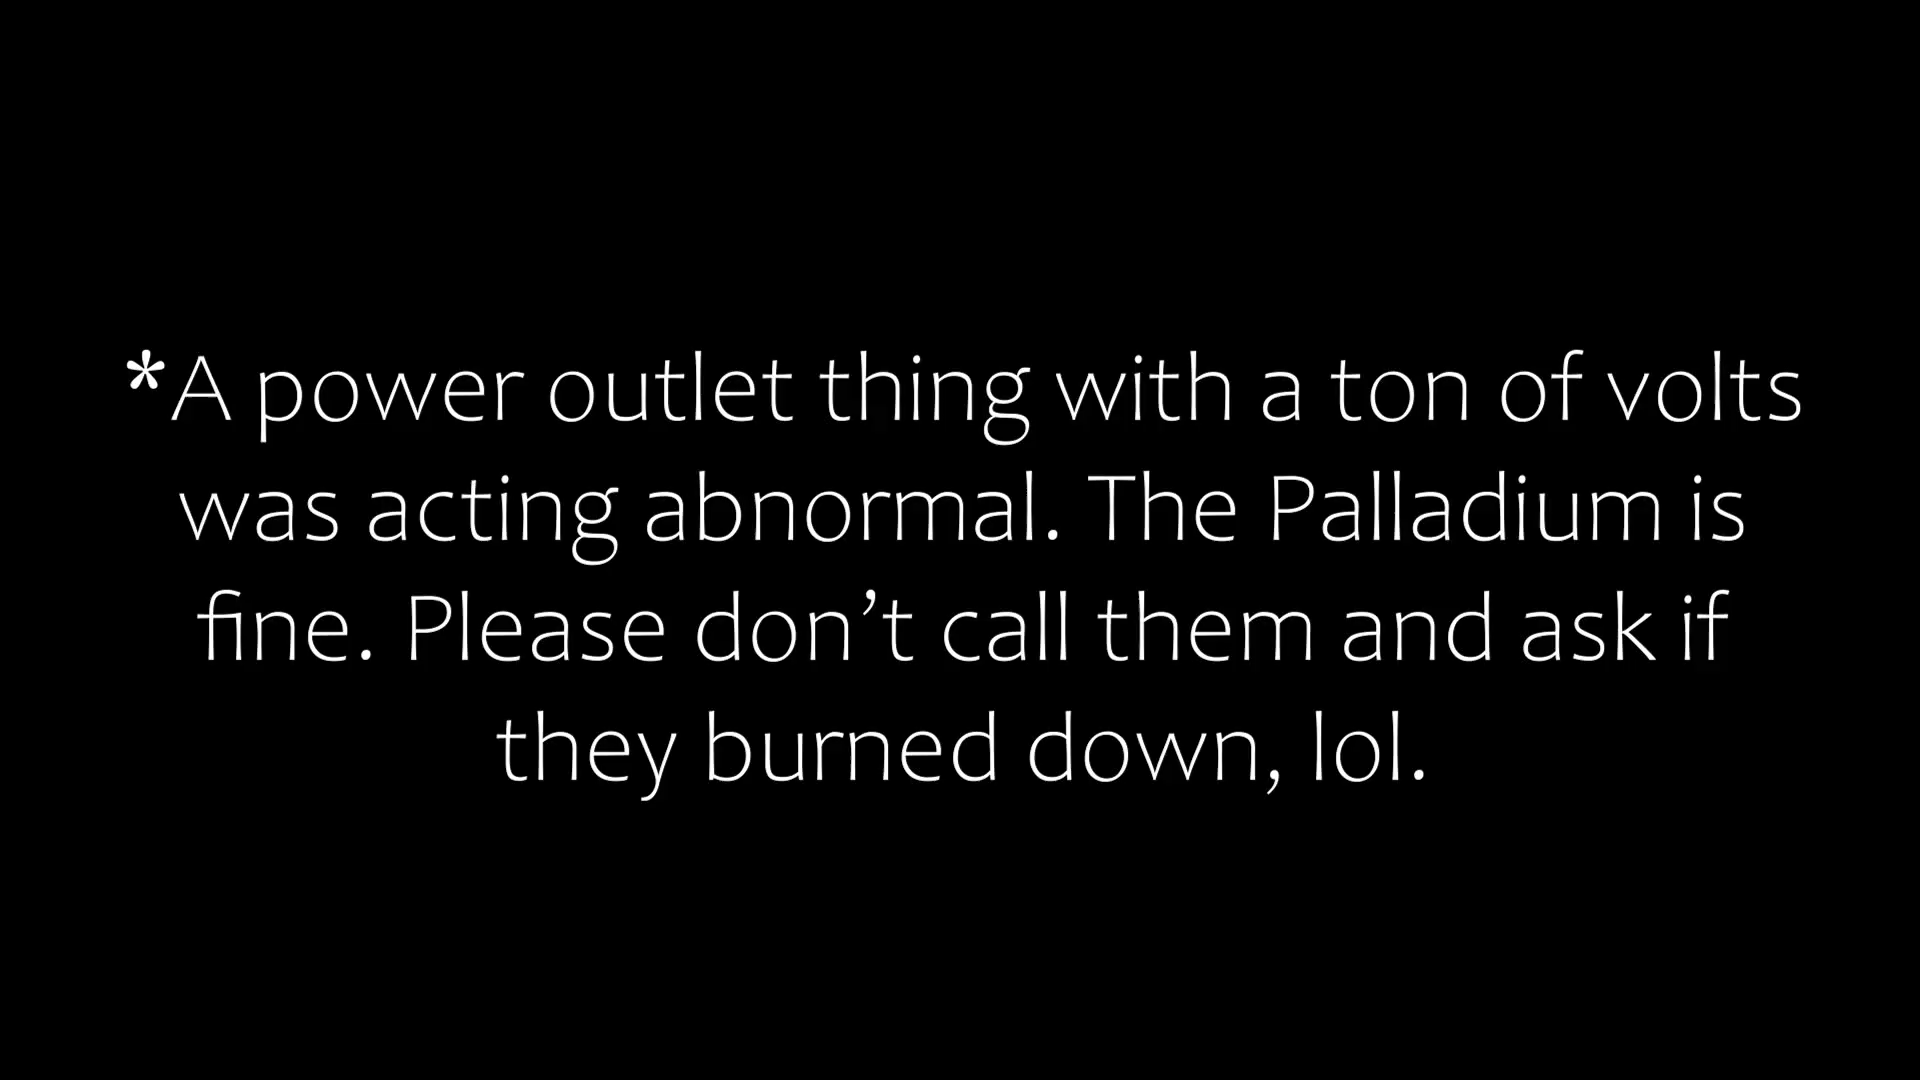 *A power outlet thing with a ton of volts
was acting abnormal. The Palladium is
fine. Please don’t call them and ask if
they burned down, lol.